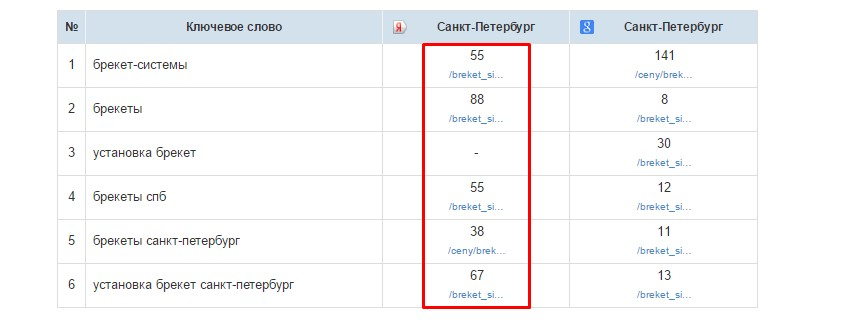 № Ключевое слово Я Санкт-Петербург 8 Санкт-Петербург
1 брекет-системы 55 141
/breket_si... /ceny/brek...
2 брекеты 88 8
/breket_si... /breket_si...
3 установка брекет - 30
/breket_si...
4 брекеты спб 55 12
/breket_si... /breket_si...
5 брекеты санкт-петербург 38 11
/ceny/brek... /breket_si...
6 установка брекет санкт-петербург 67 13
/breket_si... /breket_si...